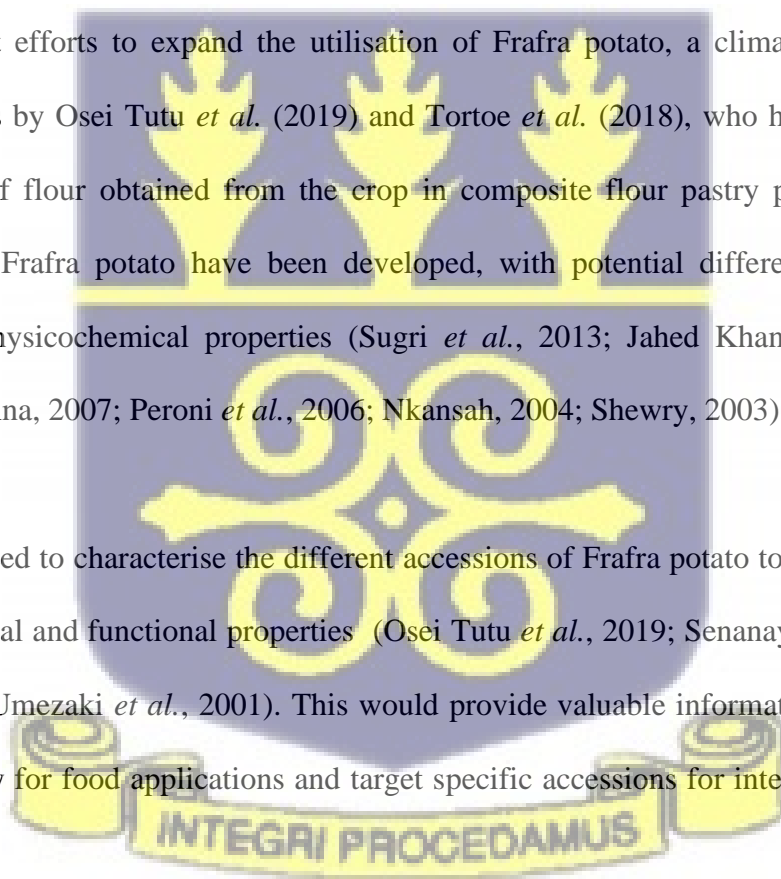 efforts to expand the utilisation of Frafra potato, a clima
by Osei Tutu et al. (2019) and Tortoe et al. (2018), who h
f flour obtained from the crop in composite flour pastry p
Frafra potato have been developed, with potential differe
ysicochemical properties (Sugri et al., 2013; Jahed Khan
na, 2007; Peroni et al., 2006; Nkansah, 2004; Shewry, 2003)
ed to characterise the different accessions of Frafra potato to
al and functional properties (Osei Tutu et al., 2019; Senanay
Umezaki et al., 2001). This would provide valuable informat
y for food applications and target specific accessions for inte
INTEGRI PROCEDAMUS